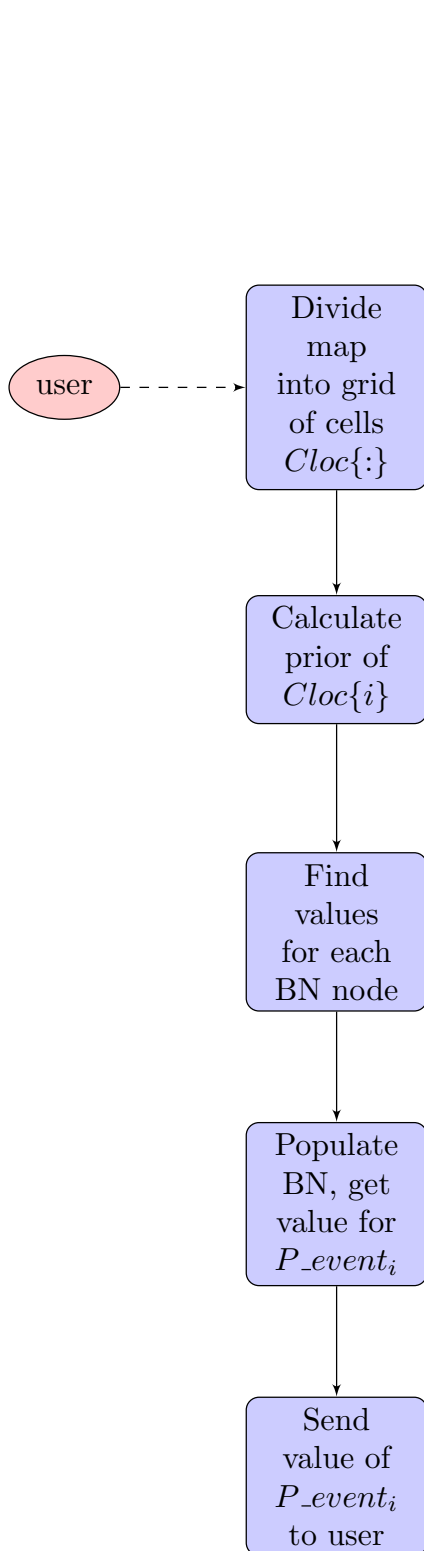 Divide
map
into grid
of cells
Cloc{:}
user
Calculate
prior of
Cloc{i}
Find
values
for each
BN node
Populate
BN, get
value for
P_event_i
Send
value of
P_event_i
to user